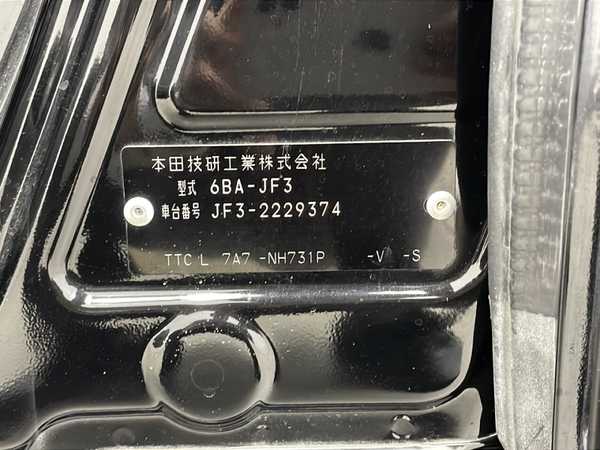 本田技研工業株式会社
型式 6BA-JF3
車台番号 JF3-2229374
TTC L 7A7 -NH731P -V -S